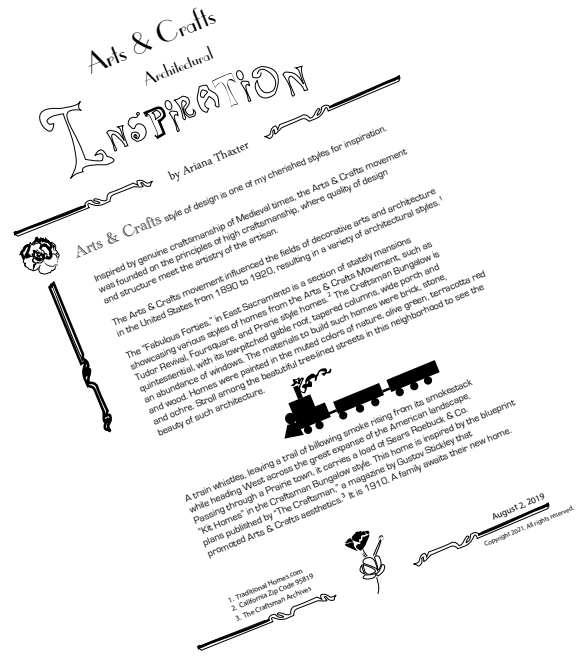 Arts & Crafts
Architectural
INSPiRATiON
by Ariana Thaxter
Arts & Crafts style of design is one of my cherished styles for inspiration.
Inspired by genuine craftsmanship of Medieval times, the Arts & Crafts movement
was founded on the principles of high craftsmanship, where quality of design
and structure meet the artistry of the artisan.
The Arts & Crafts movement influenced the fields of decorative arts and architecture
in the United States from 1890 to 1920, resulting in a variety of architectural styles.¹
The "Fabulous Forties," in East Sacramento is a section of stately mansions
showcasing various styles of homes from the Arts & Crafts Movement, such as
Tudor Revival, Foursquare, and Prarie style homes.² The Craftsman Bungalow is
quintessential, with its low-pitched gable roof, tapered columns, wide porch and
an abundance of windows. The materials to build such homes were brick, stone,
and wood. Homes were painted in the muted colors of nature, olive green, terracotta red
and ochre. Stroll among the beatutiful tree-lined streets in this neighborhood to see the
beauty of such architecture.
A train whistles, leaving a trail of billowing smoke rising from its smokestack
while heading West across the great expanse of the American landscape.
Passing through a Prairie town, it carries a load of Sears Roebuck & Co.
"Kit Homes" in the Craftsman Bungalow style. This home is inspired by the blueprint
plans published by "The Craftsman," a magazine by Gustov Stickley that
promoted Arts & Crafts aesthetics.³ It is 1910. A family awaits their new home.
August 2, 2019
Copyright 2021. All rights reserved.
1. Traditional Homes.com
2. California Zip Code 95819
3. The Craftsman Archives